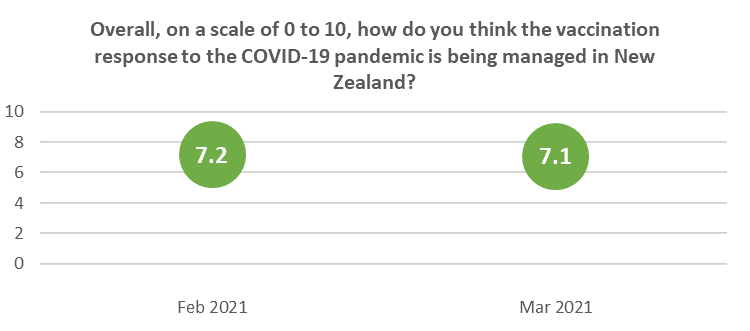 Overall, on a scale of 0 to 10, how do you think the vaccination
response to the COVID-19 pandemic is being managed in New
Zealand?
10
8
6
4
2
0
7.2
7.1
Feb 2021
Mar 2021